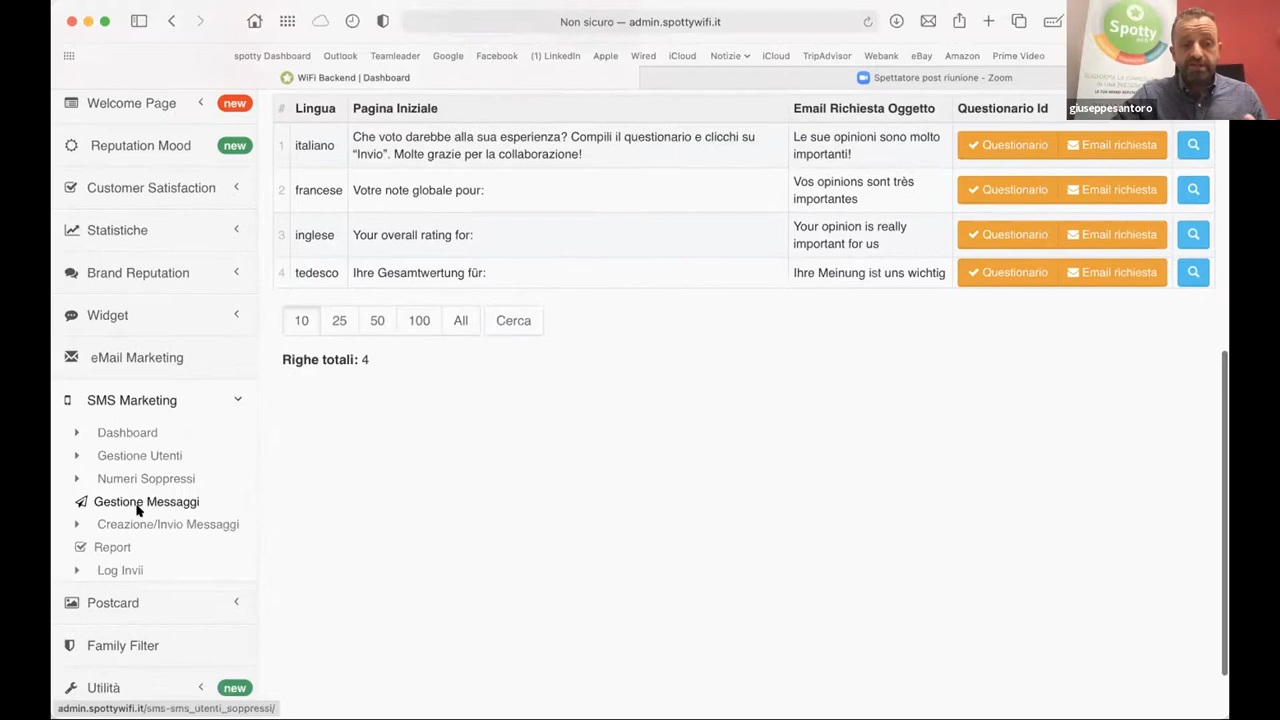 Non sicuro — admin.spottywifi.it
spotty Dashboard Outlook Teamleader Google Facebook (1) LinkedIn Apple Wired iCloud Notizie iCloud TripAdvisor Webank eBay Amazon Prime Video
WiFi Backend | Dashboard
Spettatore post riunione - Zoom
Spotty
wifi
giuseppesantoro
Welcome Page new
Reputation Mood new
Customer Satisfaction
Statistiche
Brand Reputation
Widget
eMail Marketing
SMS Marketing
Dashboard
Gestione Utenti
Numeri Soppressi
Gestione Messaggi
Creazione/Invio Messaggi
Report
Log Invii
Postcard
Family Filter
Utilità new
admin.spottywifi.it/sms-sms_utenti_soppressi/
# Lingua Pagina Iniziale Email Richiesta Oggetto Questionario Id
1 italiano Che voto darebbe alla sua esperienza? Compili il questionario e clicchi su
“Invio”. Molte grazie per la collaborazione!
Le sue opinioni sono molto
importanti!
Questionario Email richiesta
2 francese Votre note globale pour:
Vos opinions sont très
importantes
Questionario Email richiesta
3 inglese Your overall rating for:
Your opinion is really
important for us
Questionario Email richiesta
4 tedesco Ihre Gesamtwertung für: Ihre Meinung ist uns wichtig Questionario Email richiesta
10 25 50 100 All Cerca
Righe totali: 4